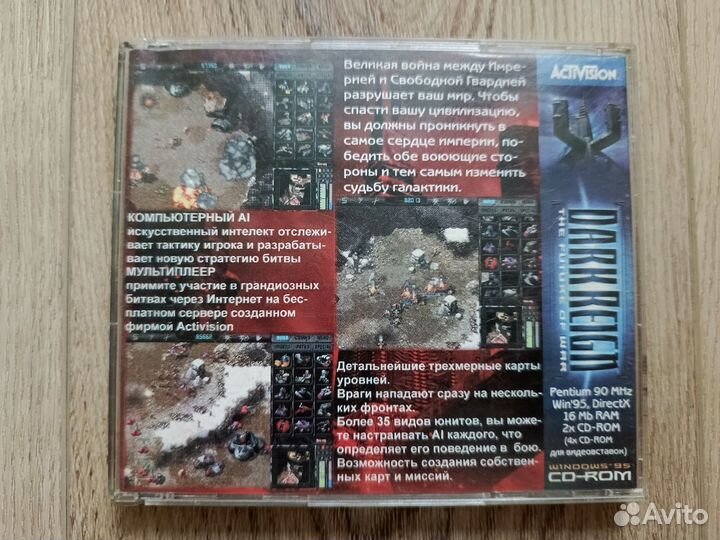 Великая война между Импе-
рией и Свободной Гвардией
разрушает ваш мир. Чтобы
спасти вашу цивилизацию,
вы должны проникнуть в
самое сердце империи, по-
бедить обе воюющие сто-
роны и тем самым изменить
судьбу галактики.
КОМПЬЮТЕРНЫЙ AI
искусственный интелект отслежи-
вает тактику игрока и разрабаты-
вает новую стратегию битвы
МУЛЬТИПЛЕЕР
примите участие в грандиозных
битвах через Интернет на бес-
платном сервере созданном
фирмой Activision
Детальнейшие трехмерные карты
уровней.
Враги нападают сразу на несколь-
ких фронтах.
Более 35 видов юнитов, вы може-
те настраивать AI каждого, что
определяет его поведение в бою.
Возможность создания собствен-
ных карт и миссий.
ACTIVISION
DARK REIGN
THE FUTURE OF WAR
Pentium 90 MHz
Win'95, DirectX
16 Mb RAM
2x CD-ROM
(4x CD-ROM
для видеовставок)
WINDOWS'95
CD-ROM
Avito